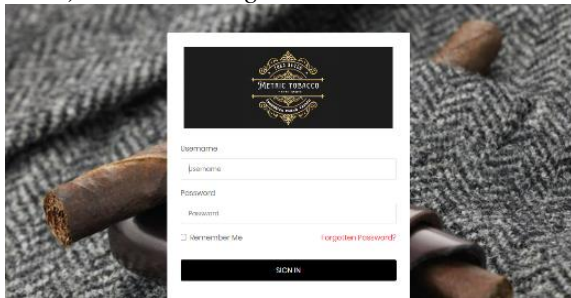 METRIC TOBACCO
Username
Username
Password
Password
Remember Me
Forgotten Password?
SIGN IN